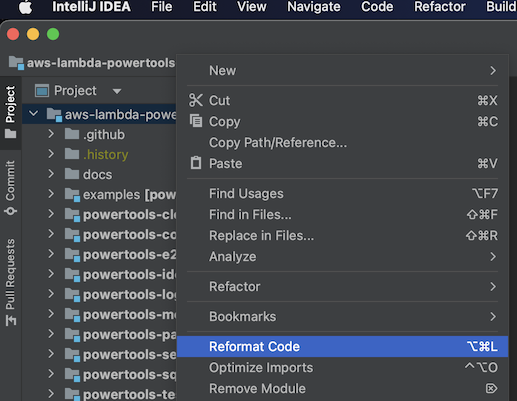 IntelliJ IDEA File Edit View Navigate Code Refactor Build
aws-lambda-powertools
Project
Commit
Pull Requests
Project
aws-lambda-powe
.github
.history
docs
examples [pow
powertools-clo
powertools-co
powertools-e2
powertools-ide
powertools-log
powertools-me
powertools-pa
powertools-se
powertools-sq
powertools-te
New
Cut ⌘X
Copy ⌘C
Copy Path/Reference...
Paste ⌘V
Find Usages ⌥F7
Find in Files... ⇧⌘F
Replace in Files... ⇧⌘R
Analyze
Refactor
Bookmarks
Reformat Code ⌥⌘L
Optimize Imports ^⌥O
Remove Module ⌦